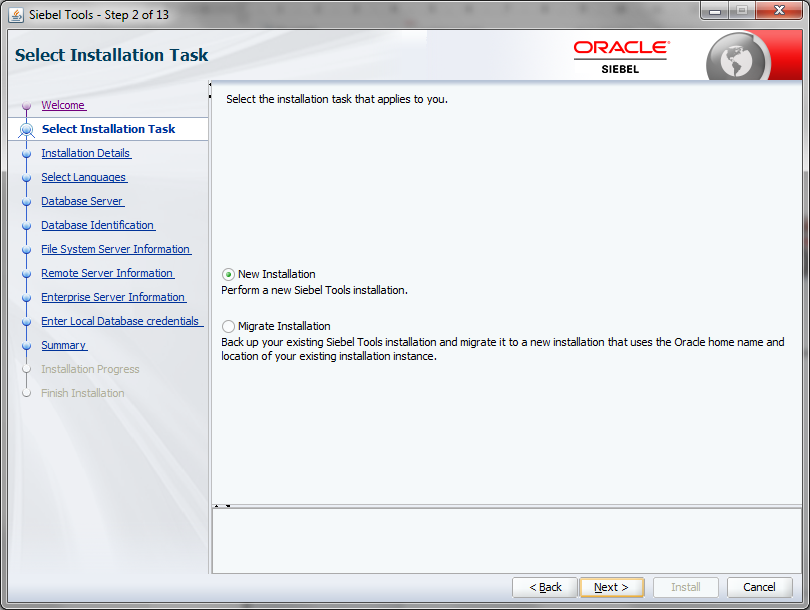 Siebel Tools - Step 2 of 13
Select Installation Task
ORACLE
SIEBEL
Welcome
Select Installation Task
Installation Details
Select Languages
Database Server
Database Identification
File System Server Information
Remote Server Information
Enterprise Server Information
Enter Local Database credentials
Summary
Installation Progress
Finish Installation
Select the installation task that applies to you.
New Installation
Perform a new Siebel Tools installation.
Migrate Installation
Back up your existing Siebel Tools installation and migrate it to a new installation that uses the Oracle home name and
location of your existing installation instance.
< Back
Next >
Install
Cancel